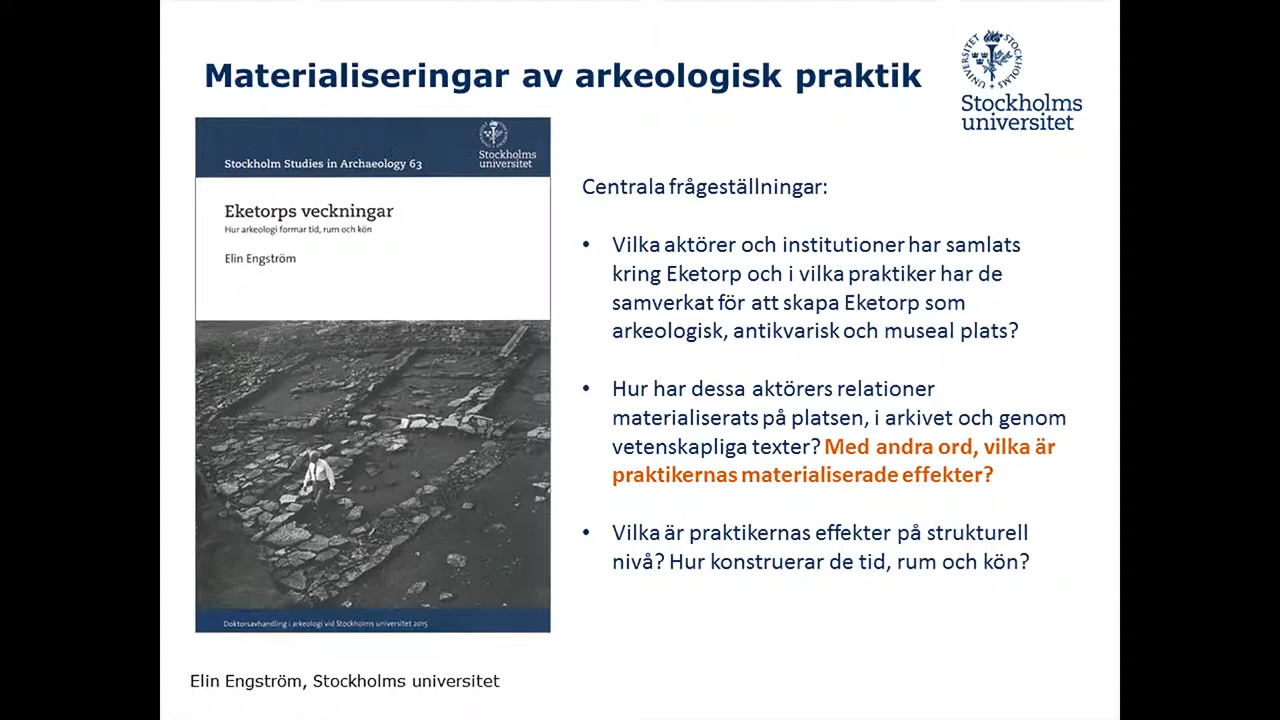 Materialiseringar av arkeologisk praktik
STOCKHOLMS UNIVERSITET
Stockholms
universitet
Stockholms
universitet
Stockholm Studies in Archaeology 63
Eketorps veckningar
Hur arkeologi formar tid, rum och kön
Elin Engström
Doktorsavhandling i arkeologi vid Stockholms universitet 2015
Centrala frågeställningar:
• Vilka aktörer och institutioner har samlats
kring Eketorp och i vilka praktiker har de
samverkat för att skapa Eketorp som
arkeologisk, antikvarisk och museal plats?
• Hur har dessa aktörers relationer
materialiserats på platsen, i arkivet och genom
vetenskapliga texter? Med andra ord, vilka är
praktikernas materialiserade effekter?
• Vilka är praktikernas effekter på strukturell
nivå? Hur konstruerar de tid, rum och kön?
Elin Engström, Stockholms universitet